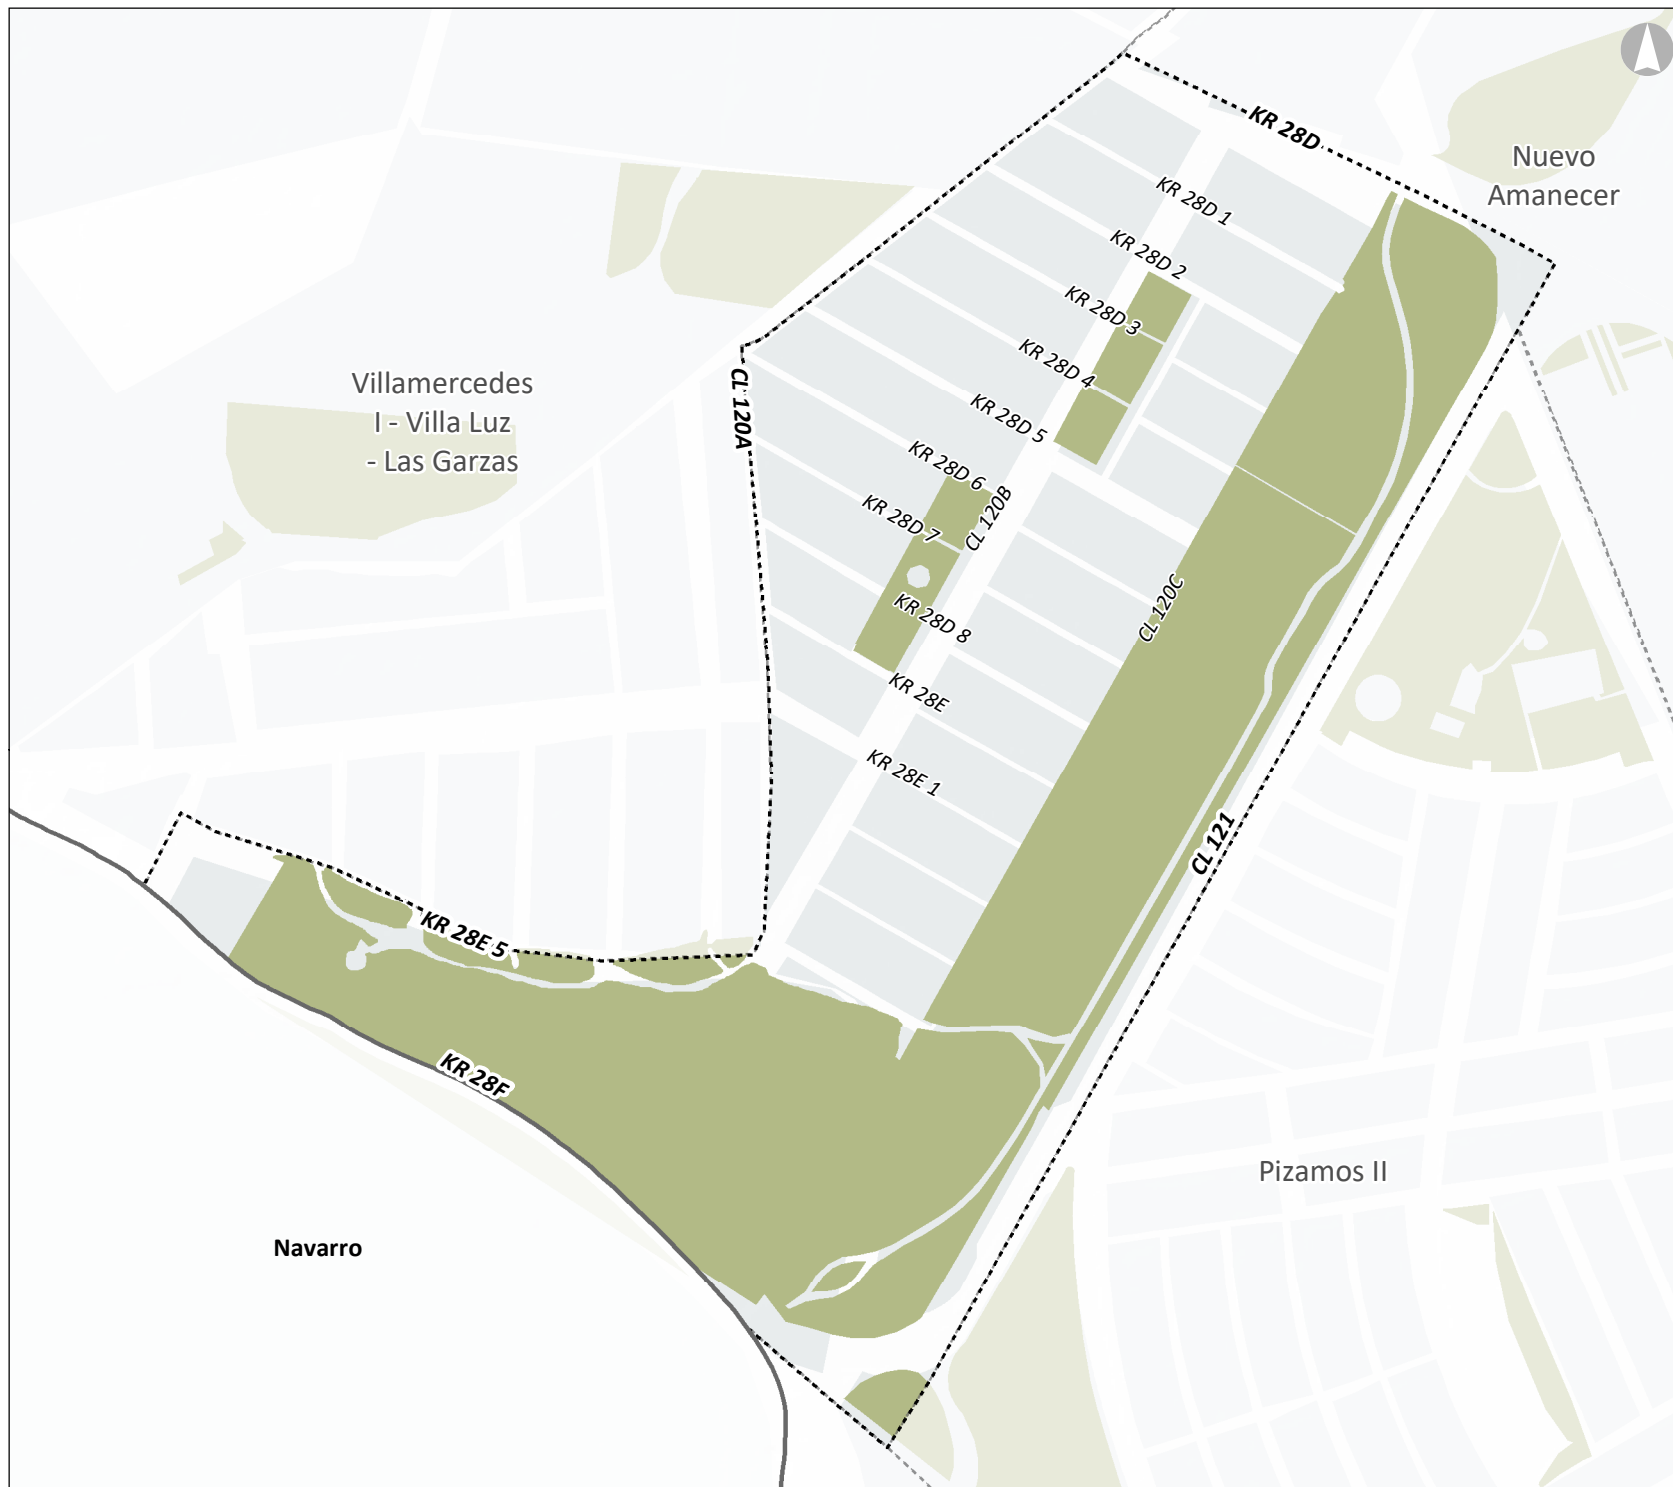 KR 28D
Nuevo
Amanecer
KR 28D 1
KR 28D 2
KR 28D 3
KR 28D 4
KR 28D 5
KR 28D 6
KR 28D 7
KR 28D 8
KR 28E
KR 28E 1
CL 120A
CL 120B
CL 120C
CL 121
Villamercedes
I - Villa Luz
- Las Garzas
KR 28E 5
KR 28F
Pizamos II
Navarro